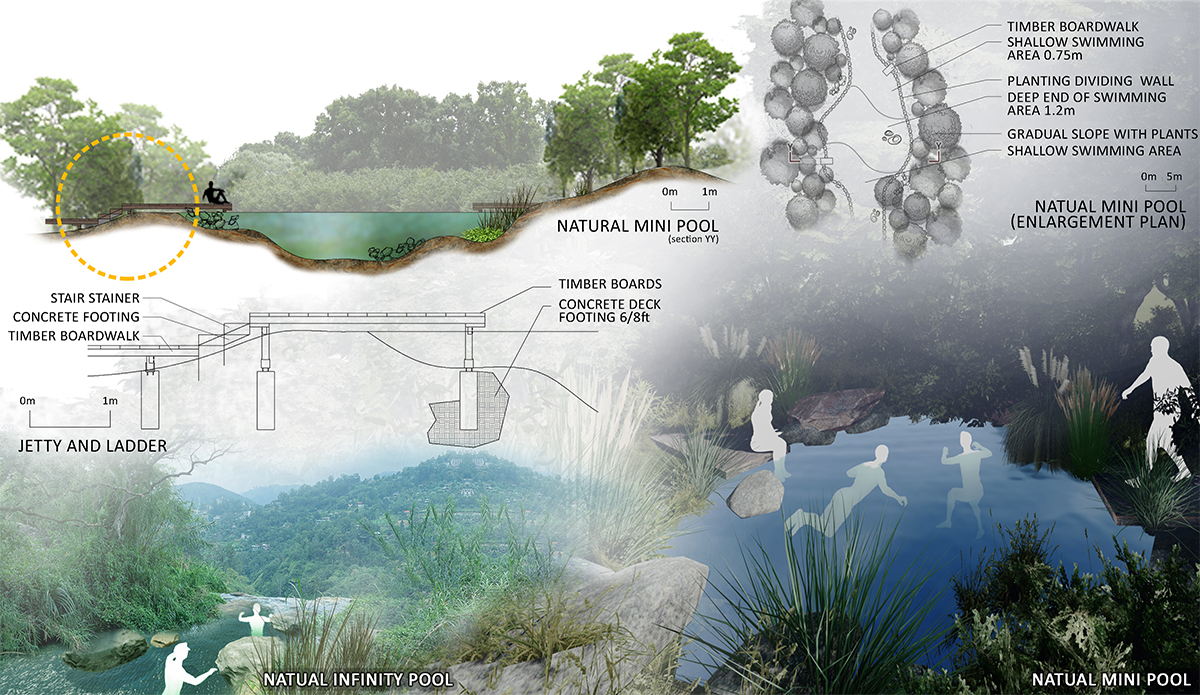 TIMBER BOARDWALK
SHALLOW SWIMMING
AREA 0.75m
PLANTING DIVIDING WALL
DEEP END OF SWIMMING
AREA 1.2m
GRADUAL SLOPE WITH PLANTS
SHALLOW SWIMMING AREA
0m 5m
NATUAL MINI POOL
(ENLARGEMENT PLAN)
Y Y
0m 1m
NATURAL MINI POOL
(section YY)
STAIR STAINER
CONCRETE FOOTING
TIMBER BOARDWALK
TIMBER BOARDS
CONCRETE DECK
FOOTING 6/8ft
0m 1m
JETTY AND LADDER
NATUAL INFINITY POOL
NATUAL MINI POOL